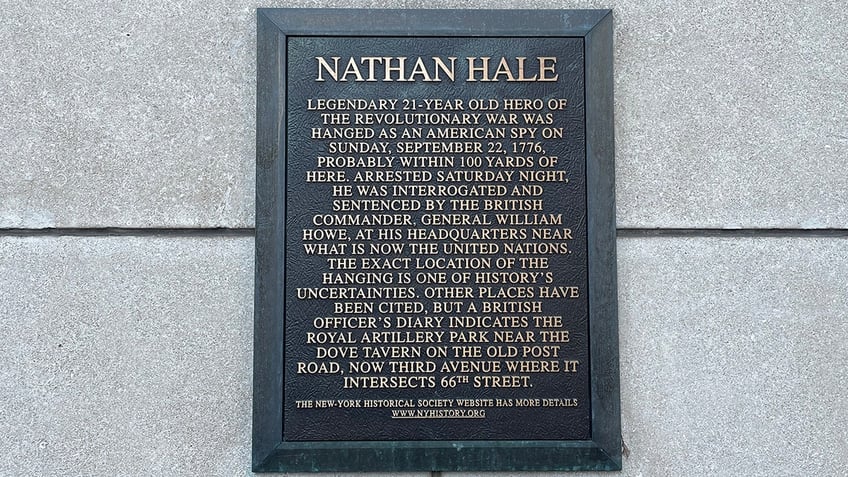 NATHAN HALE
LEGENDARY 21-YEAR OLD HERO OF
THE REVOLUTIONARY WAR WAS
HANGED AS AN AMERICAN SPY ON
SUNDAY, SEPTEMBER 22, 1776,
PROBABLY WITHIN 100 YARDS OF
HERE. ARRESTED SATURDAY NIGHT,
HE WAS INTERROGATED AND
SENTENCED BY THE BRITISH
COMMANDER, GENERAL WILLIAM
HOWE, AT HIS HEADQUARTERS NEAR
WHAT IS NOW THE UNITED NATIONS.
THE EXACT LOCATION OF THE
HANGING IS ONE OF HISTORY'S
UNCERTAINTIES. OTHER PLACES HAVE
BEEN CITED, BUT A BRITISH
OFFICER'S DIARY INDICATES THE
ROYAL ARTILLERY PARK NEAR THE
DOVE TAVERN ON THE OLD POST
ROAD, NOW THIRD AVENUE WHERE IT
INTERSECTS 66TH STREET.
THE NEW-YORK HISTORICAL SOCIETY WEBSITE HAS MORE DETAILS
WWW.NYHISTORY.ORG